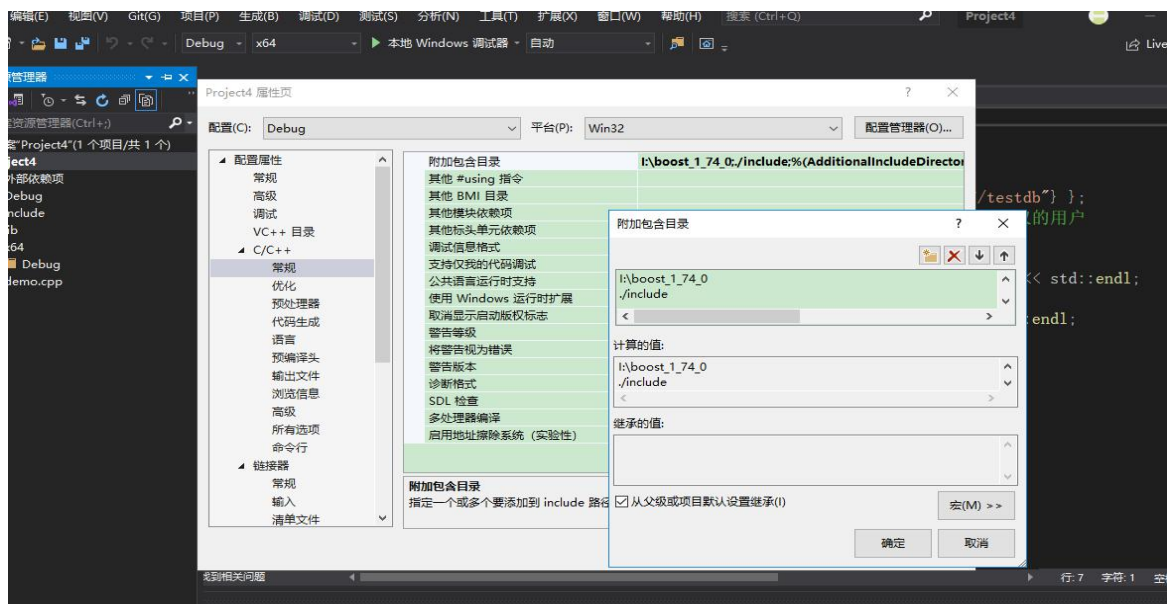 编辑(E) 视图(V) Git(G) 项目(P) 生成(B) 调试(D) 测试(S) 分析(N) 工具(T) 扩展(X) 窗口(W) 帮助(H) 搜索 (Ctrl+Q) Project4
Debug x64 本地 Windows 调试器 自动 Live
管理器
资源管理器(Ctrl+;)
"Project4"(1 个项目/共 1 个)
ject4
外部依赖项
Debug
nclude
ib
64
Debug
demo.cpp
Project4 属性页
配置(C): Debug 平台(P): Win32 配置管理器(O)...
配置属性
常规
高级
调试
VC++ 目录
C/C++
常规
优化
预处理器
代码生成
语言
预编译头
输出文件
浏览信息
高级
所有选项
命令行
链接器
常规
输入
清单文件
附加包含目录 I:\boost_1_74_0;./include;%(AdditionalIncludeDirector
其他 #using 指令
其他 BMI 目录
其他模块依赖项
其他标头单元依赖项
调试信息格式
支持仅我的代码调试
公共语言运行时支持
使用 Windows 运行时扩展
取消显示启动版权标志
警告等级
将警告视为错误
警告版本
诊断格式
SDL 检查
多处理器编译
启用地址擦除系统 (实验性)
附加包含目录
指定一个或多个要添加到 include 路径
附加包含目录
I:\boost_1_74_0
./include
计算的值:
I:\boost_1_74_0
./include
继承的值:
从父级或项目默认设置继承(I)
宏(M) >>
确定 取消
/testdb"} };
的用户
<< std::endl;
:endl;
找到相关问题 行: 7 字符: 1